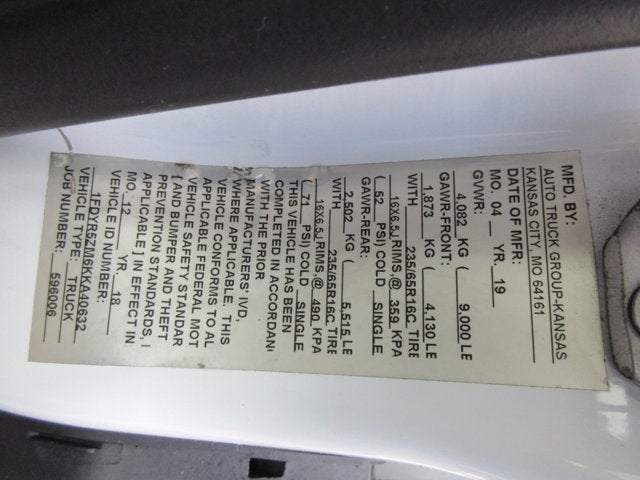 MFD. BY:
AUTO TRUCK GROUP-KANSAS
KANSAS CITY, MO 64161
DATE OF MFR:
MO. 04 YR. 19
GVWR:
4,082 KG ( 9,000 LE
GAWR-FRONT:
1,873 KG ( 4,130 LE
WITH 235/65R16C TIRE
16X6.5J RIMS,@ 359 KPA
( 52 PSI) COLD SINGLE
GAWR-REAR:
2,502 KG ( 5,515 LE
WITH 235/65R16C TIRE
16X6.5J RIMS,@ 490 KPA
( 71 PSI) COLD SINGLE
THIS VEHICLE HAS BEEN
COMPLETED IN ACCORDAN
WITH THE PRIOR
MANUFACTURERS' IVD,
WHERE APPLICABLE. THIS
VEHICLE CONFORMS TO AL
APPLICABLE FEDERAL MOT
VEHICLE SAFETY STANDAR
[ AND BUMPER AND THEFT
PREVENTION STANDARDS, I
APPLICABLE ] IN EFFECT IN
MO. 12 YR. 18
VEHICLE ID NUMBER:
1FDYR5ZM8KKA40632
VEHICLE TYPE: TRUCK
JOB NUMBER: 596006